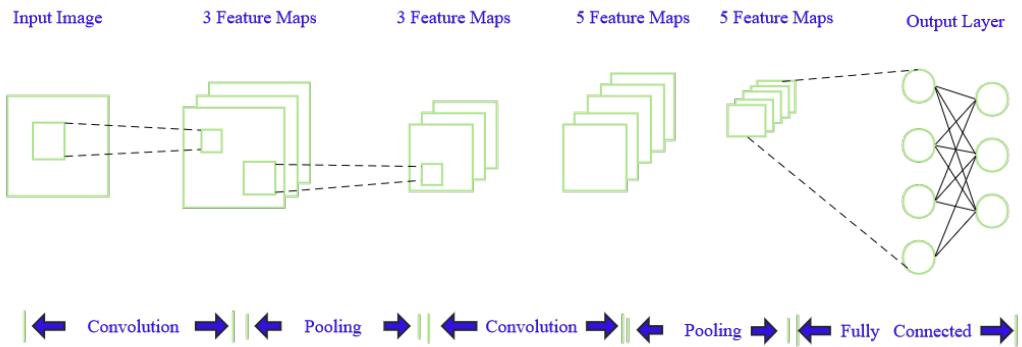 Input Image
3 Feature Maps
3 Feature Maps
5 Feature Maps
5 Feature Maps
Output Layer
Convolution
Pooling
Convolution
Pooling
Fully Connected